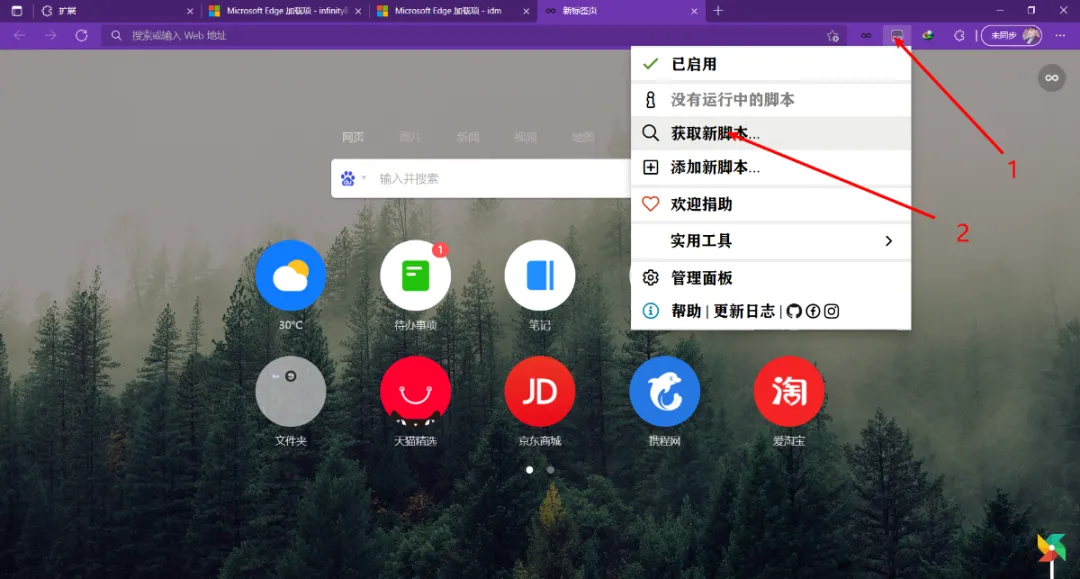 扩展
Microsoft Edge 加载项 - infinity
Microsoft Edge 加载项 - idm
新标签页
搜索或输入 Web 地址
未同步
已启用
没有运行中的脚本
获取新脚本...
添加新脚本...
欢迎捐助
实用工具
管理面板
帮助 | 更新日志 |
1
2
网页 图片 新闻 视频 地图
输入并搜索
1
30°C 待办事项 笔记
JD
淘
文件夹 天猫精选 京东商城 携程网 爱淘宝